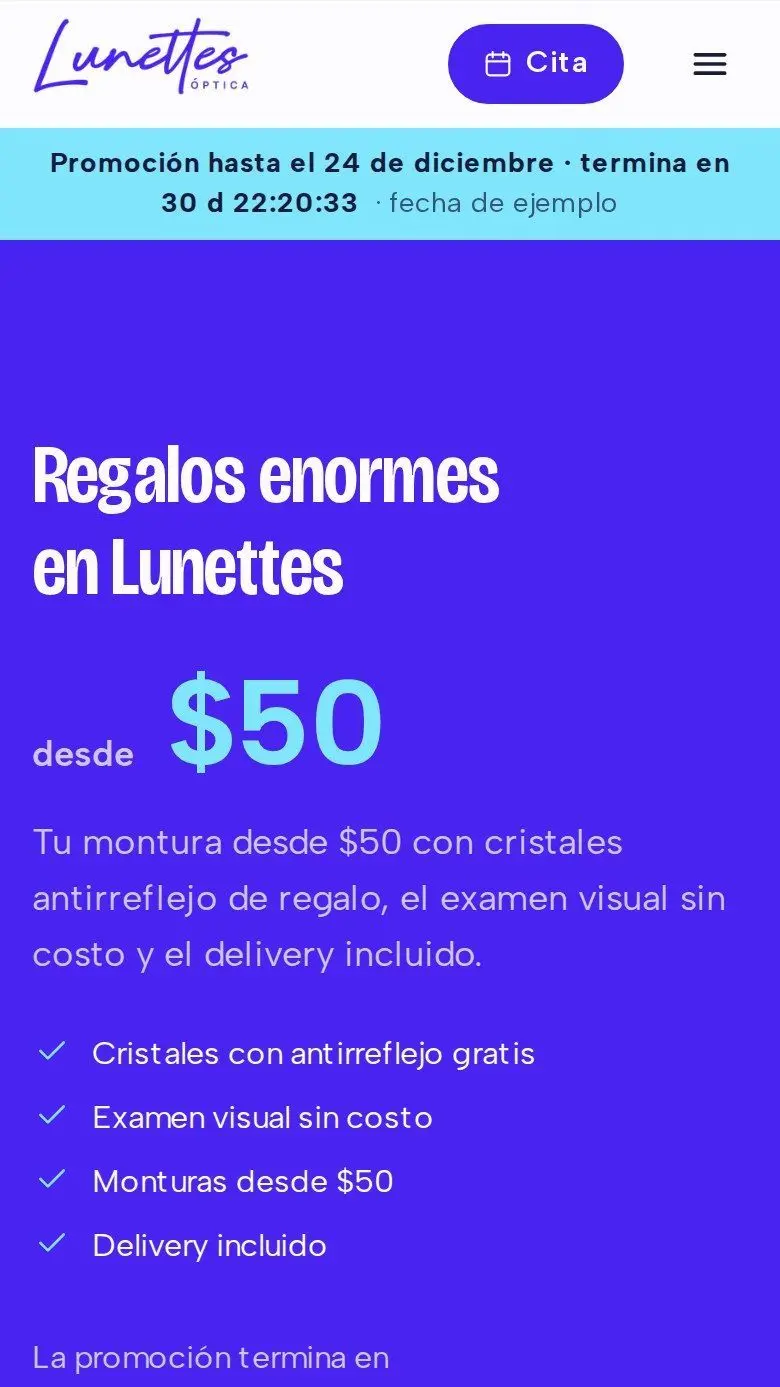 Lunettes
ÓPTICA
Cita
Promoción hasta el 24 de diciembre · termina en
30 d 22:20:33 · fecha de ejemplo
Regalos enormes
en Lunettes
desde $50
Tu montura desde $50 con cristales
antirreflejo de regalo, el examen visual sin
costo y el delivery incluido.
Cristales con antirreflejo gratis
Examen visual sin costo
Monturas desde $50
Delivery incluido
La promoción termina en